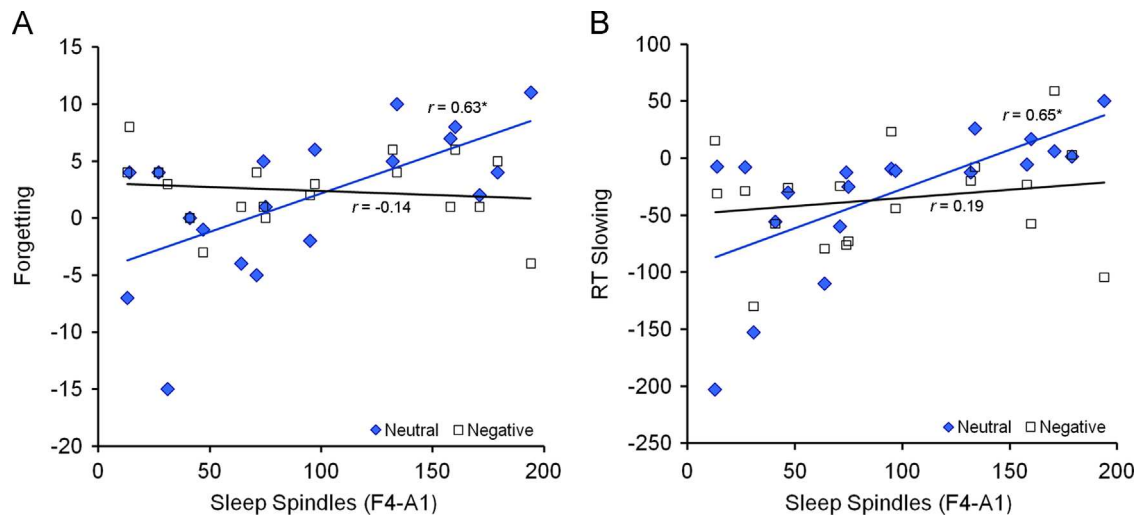 A
15
10
5
0
-5
-10
-15
-20
Forgetting
r = 0.63*
r = -0.14
Neutral Negative
0 50 100 150 200
Sleep Spindles (F4-A1)
B
100
50
0
-50
-100
-150
-200
-250
RT Slowing
r = 0.65*
r = 0.19
Neutral Negative
0 50 100 150 200
Sleep Spindles (F4-A1)